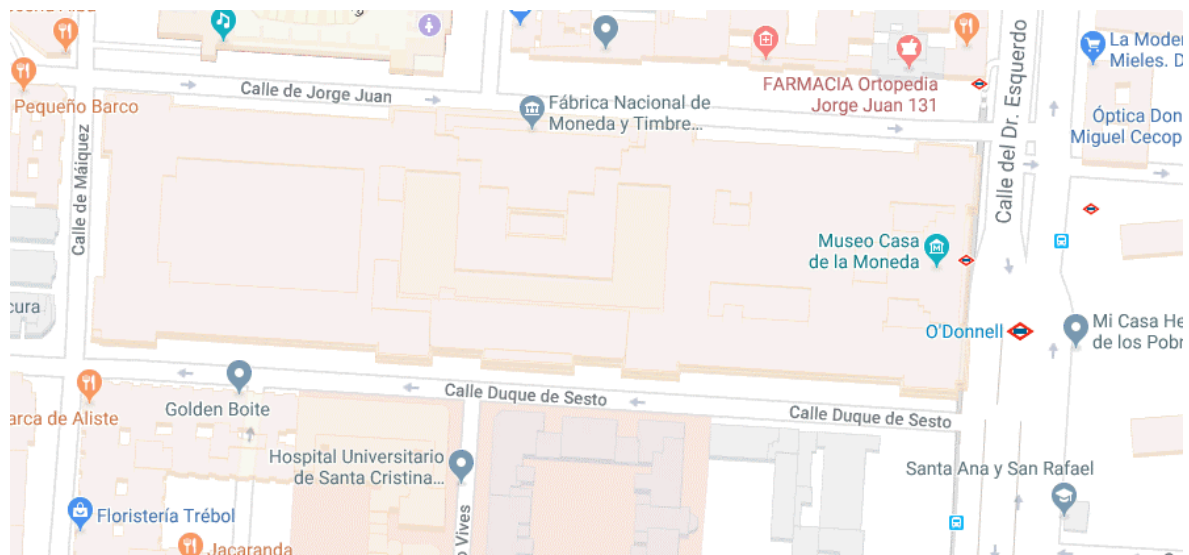 Calle de Jorge Juan
Fábrica Nacional de
Moneda y Timbre...
FARMACIA Ortopedia
Jorge Juan 131
Calle del Dr. Esquerdo
La Moder
Mieles. D
Óptica Don
Miguel Cecop
Pequeño Barco
Calle de Máiquez
Museo Casa
de la Moneda
O'Donnell
Mi Casa He
de los Pobr
cura
Golden Boite
arca de Aliste
Calle Duque de Sesto
Calle Duque de Sesto
Hospital Universitario
de Santa Cristina...
Santa Ana y San Rafael
Floristería Trébol
o Vives
Jacaranda